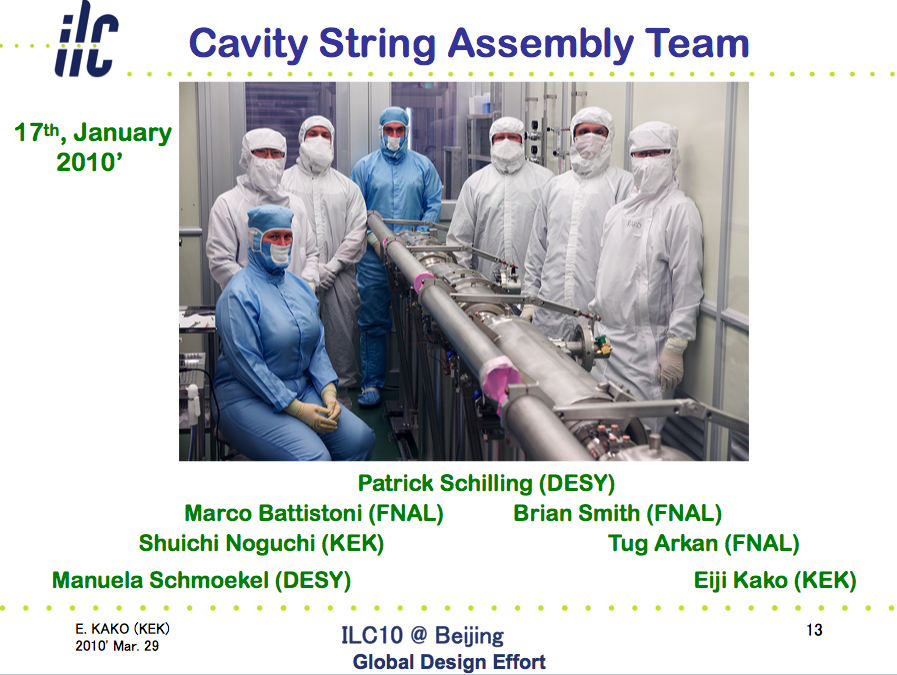 ilc
Cavity String Assembly Team
17th, January
2010’
Patrick Schilling (DESY)
Marco Battistoni (FNAL) Brian Smith (FNAL)
Shuichi Noguchi (KEK) Tug Arkan (FNAL)
Manuela Schmoekel (DESY) Eiji Kako (KEK)
E. KAKO (KEK)
2010’ Mar. 29
ILC10 @ Beijing
Global Design Effort
13